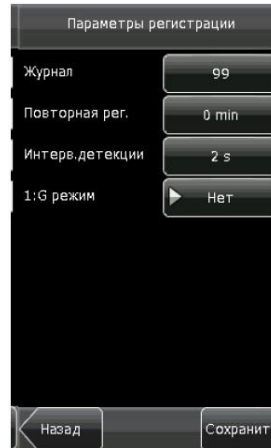 Параметры регистрации
Журнал 99
Повторная рег. 0 min
Интерв.детекции 2 s
1:G режим Нет
Назад Сохранит